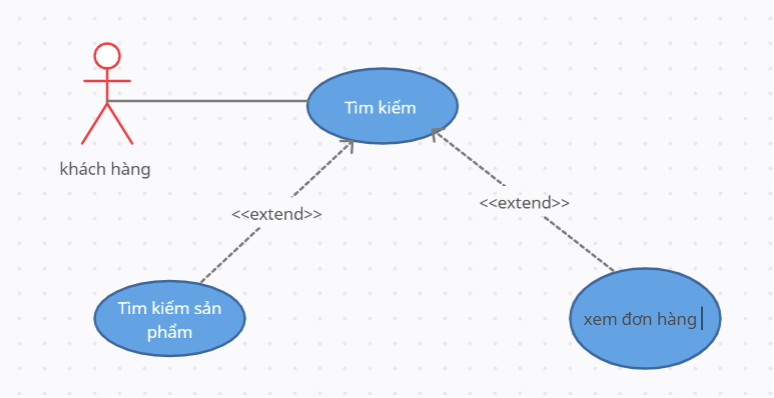 Tìm kiếm
khách hàng
<<extend>>
<<extend>>
Tìm kiếm sản
phẩm
xem đơn hàng